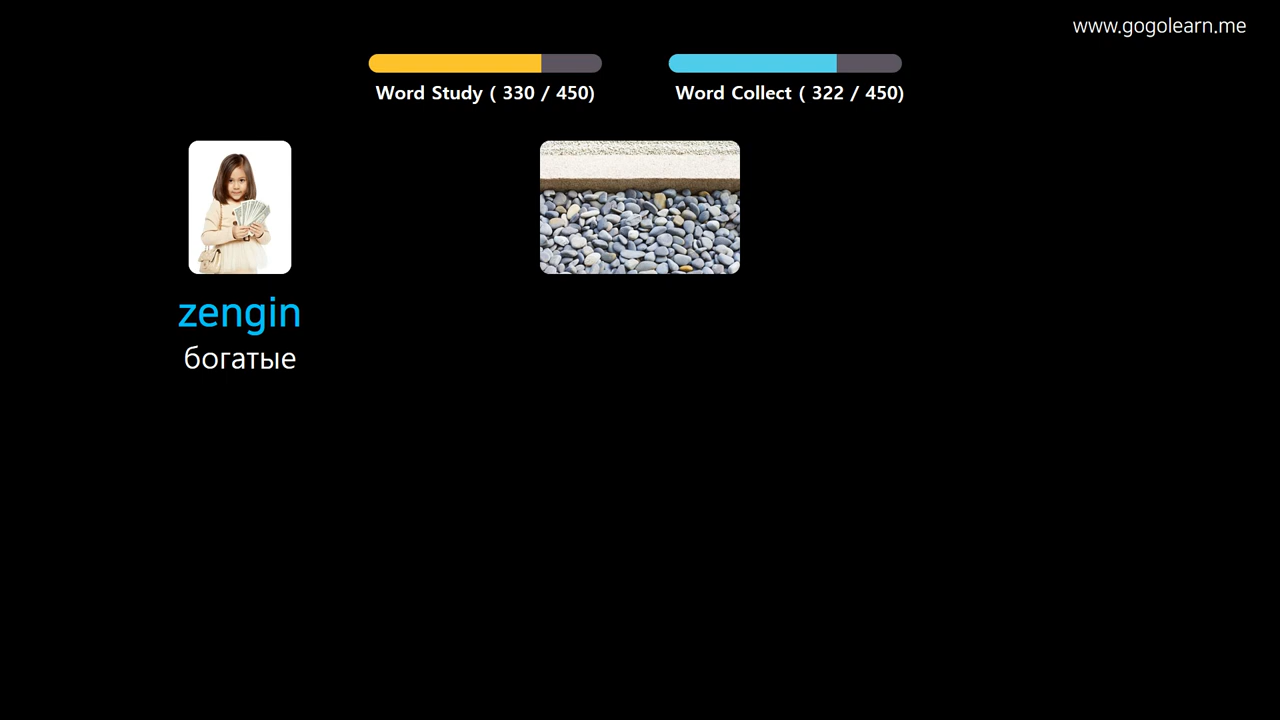 www.gogolearn.me
Word Study ( 330 / 450)
Word Collect ( 322 / 450)
zengin
богатые